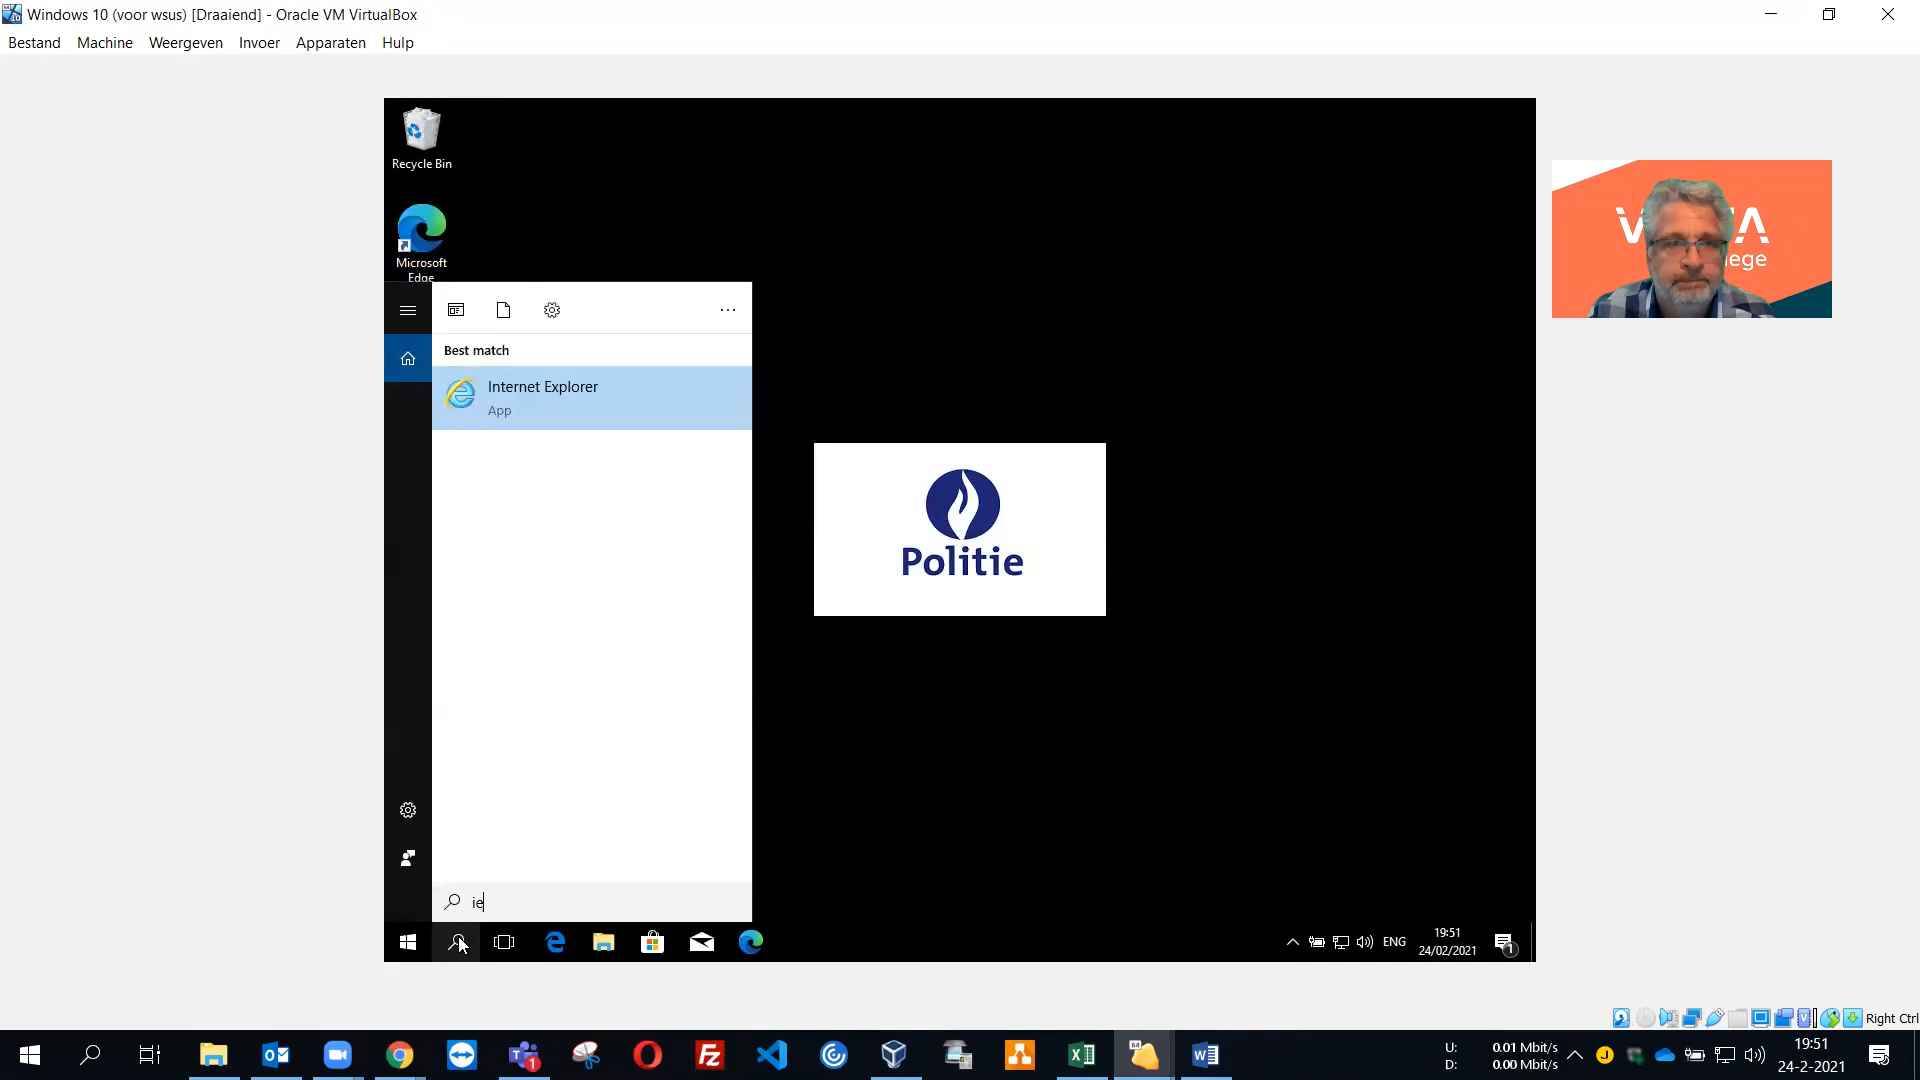 Windows 10 (voor wsus) [Draaiend] - Oracle VM VirtualBox
Bestand Machine Weergeven Invoer Apparaten Hulp
Recycle Bin
Microsoft
Edge
Best match
Internet Explorer
App
Politie
ie
ENG
19:51
24/02/2021
1
Right Ctrl
U: 0.01 Mbit/s
D: 0.00 Mbit/s
19:51
24-2-2021